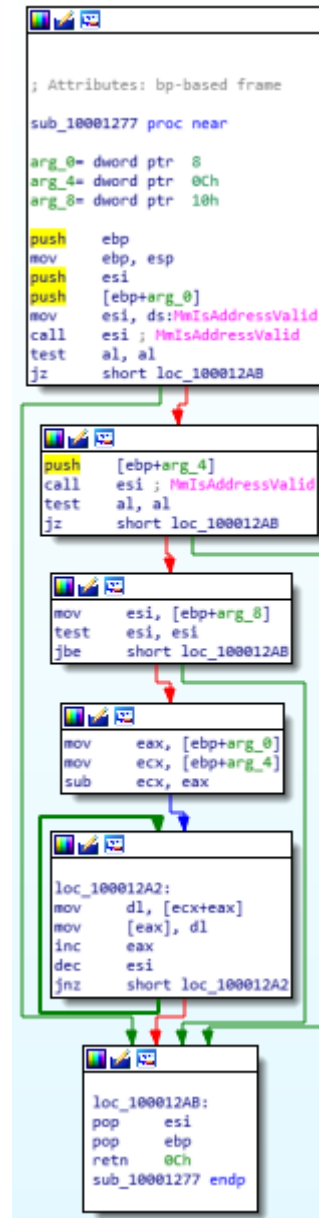 ; Attributes: bp-based frame
sub_10001277 proc near
arg_0= dword ptr  8
arg_4= dword ptr  0Ch
arg_8= dword ptr  10h
push    ebp
mov     ebp, esp
push    esi
push    [ebp+arg_0]
mov     esi, ds:MmIsAddressValid
call    esi ; MmIsAddressValid
test    al, al
jz      short loc_100012AB
push    [ebp+arg_4]
call    esi ; MmIsAddressValid
test    al, al
jz      short loc_100012AB
mov     esi, [ebp+arg_8]
test    esi, esi
jbe     short loc_100012AB
mov     eax, [ebp+arg_0]
mov     ecx, [ebp+arg_4]
sub     ecx, eax
loc_100012A2:
mov     dl, [ecx+eax]
mov     [eax], dl
inc     eax
dec     esi
jnz     short loc_100012A2
loc_100012AB:
pop     esi
pop     ebp
retn    0Ch
sub_10001277 endp